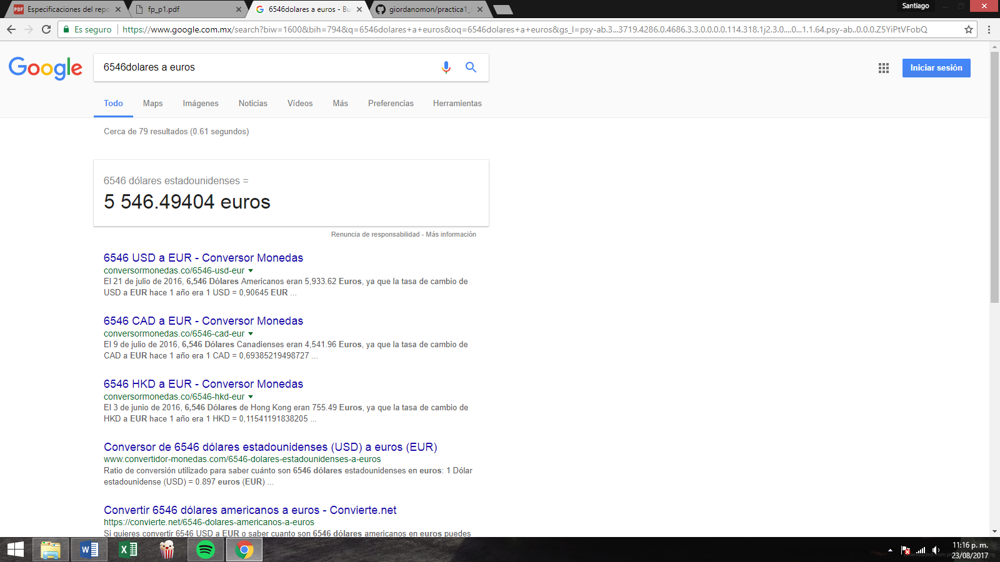 Especificaciones del repo
fp_p1.pdf
6546dolares a euros - Bu
giordanomon/practica1_
Santiago
Es seguro
https://www.google.com.mx/search?biw=1600&bih=794&q=6546dolares+a+euros&oq=6546dolares+a+euros&gs_l=psy-ab.3...3719.4286.0.4686.3.3.0.0.0.0.114.318.1j2.3.0....0...1.1.64.psy-ab..0.0.0.Z5YiPtVFobQ
Google
6546dolares a euros
Iniciar sesión
Todo Maps Imágenes Noticias Vídeos Más Preferencias Herramientas
Cerca de 79 resultados (0.61 segundos)
6546 dólares estadounidenses =
5 546.49404 euros
Renuncia de responsabilidad - Más información
6546 USD a EUR - Conversor Monedas
conversormonedas.co/6546-usd-eur
El 21 de julio de 2016, 6,546 Dólares Americanos eran 5,933.62 Euros, ya que la tasa de cambio de
USD a EUR hace 1 año era 1 USD = 0,90645 EUR ...
6546 CAD a EUR - Conversor Monedas
conversormonedas.co/6546-cad-eur
El 9 de julio de 2016, 6,546 Dólares Canadienses eran 4,541.96 Euros, ya que la tasa de cambio de
CAD a EUR hace 1 año era 1 CAD = 0,69385219498727 ...
6546 HKD a EUR - Conversor Monedas
conversormonedas.co/6546-hkd-eur
El 3 de junio de 2016, 6,546 Dólares de Hong Kong eran 755.49 Euros, ya que la tasa de cambio de
HKD a EUR hace 1 año era 1 HKD = 0,11541191838205 ...
Conversor de 6546 dólares estadounidenses (USD) a euros (EUR)
www.convertidor-monedas.com/6546-dolares-estadounidenses-a-euros
Ratio de conversión utilizado para saber cuánto son 6546 dólares estadounidenses en euros: 1 Dólar
estadounidense (USD) = 0.897 euros (EUR) ...
Convertir 6546 dólares americanos a euros - Convierte.net
https://convierte.net/6546-dolares-americanos-a-euros
Si quieres convertir 6546 USD a EUR o saber cuanto son 6546 dólares americanos en euros puedes
11:16 p. m.
23/08/2017